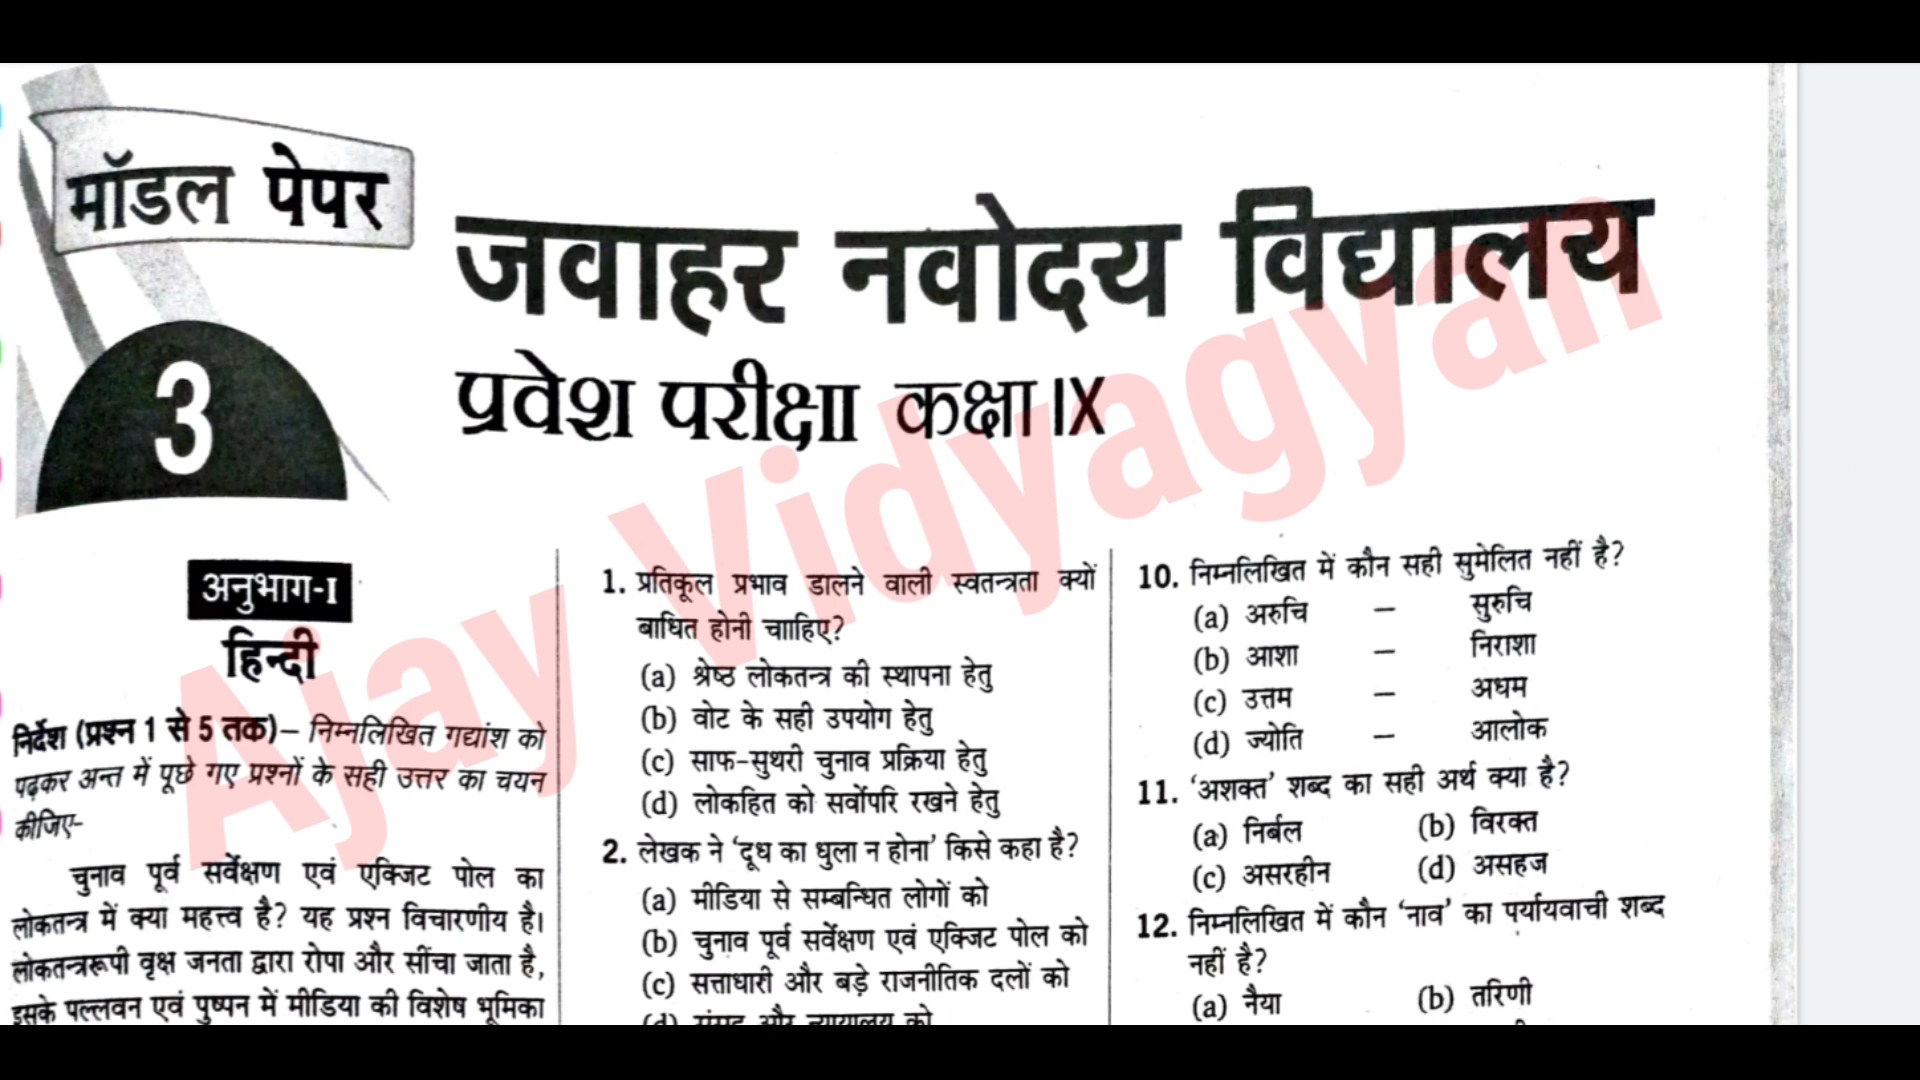 मॉडल पेपर
3
जवाहर नवोदय विद्यालय
प्रवेश परीक्षा कक्षा IX
Ajay Vidyagyan
अनुभाग-I
हिन्दी
निर्देश (प्रश्न 1 से 5 तक)– निम्नलिखित गद्यांश को
पढ़कर अन्त में पूछे गए प्रश्नों के सही उत्तर का चयन
कीजिए-
चुनाव पूर्व सर्वेक्षण एवं एक्जिट पोल का
लोकतन्त्र में क्या महत्त्व है? यह प्रश्न विचारणीय है।
लोकतन्त्ररूपी वृक्ष जनता द्वारा रोपा और सींचा जाता है,
इसके पल्लवन एवं पुष्पन में मीडिया की विशेष भूमिका
1. प्रतिकूल प्रभाव डालने वाली स्वतन्त्रता क्यों
बाधित होनी चााहिए?
(a) श्रेष्ठ लोकतन्त्र की स्थापना हेतु
(b) वोट के सही उपयोग हेतु
(c) साफ-सुथरी चुनाव प्रक्रिया हेतु
(d) लोकहित को सर्वोपरि रखने हेतु
2. लेखक ने ‘दूध का धुला न होना’ किसे कहा है?
(a) मीडिया से सम्बन्धित लोगों को
(b) चुनाव पूर्व सर्वेक्षण एवं एक्जिट पोल को
(c) सत्ताधारी और बड़े राजनीतिक दलों को
(d) संसद और न्यायालय को
10. निम्नलिखित में कौन सही सुमेलित नहीं है?
(a) अरुचि – सुरुचि
(b) आशा – निराशा
(c) उत्तम – अधम
(d) ज्योति – आलोक
11. ‘अशक्त’ शब्द का सही अर्थ क्या है?
(a) निर्बल (b) विरक्त
(c) असरहीन (d) असहज
12. निम्नलिखित में कौन ‘नाव’ का पर्यायवाची शब्द
नहीं है?
(a) नैया (b) तरिणी